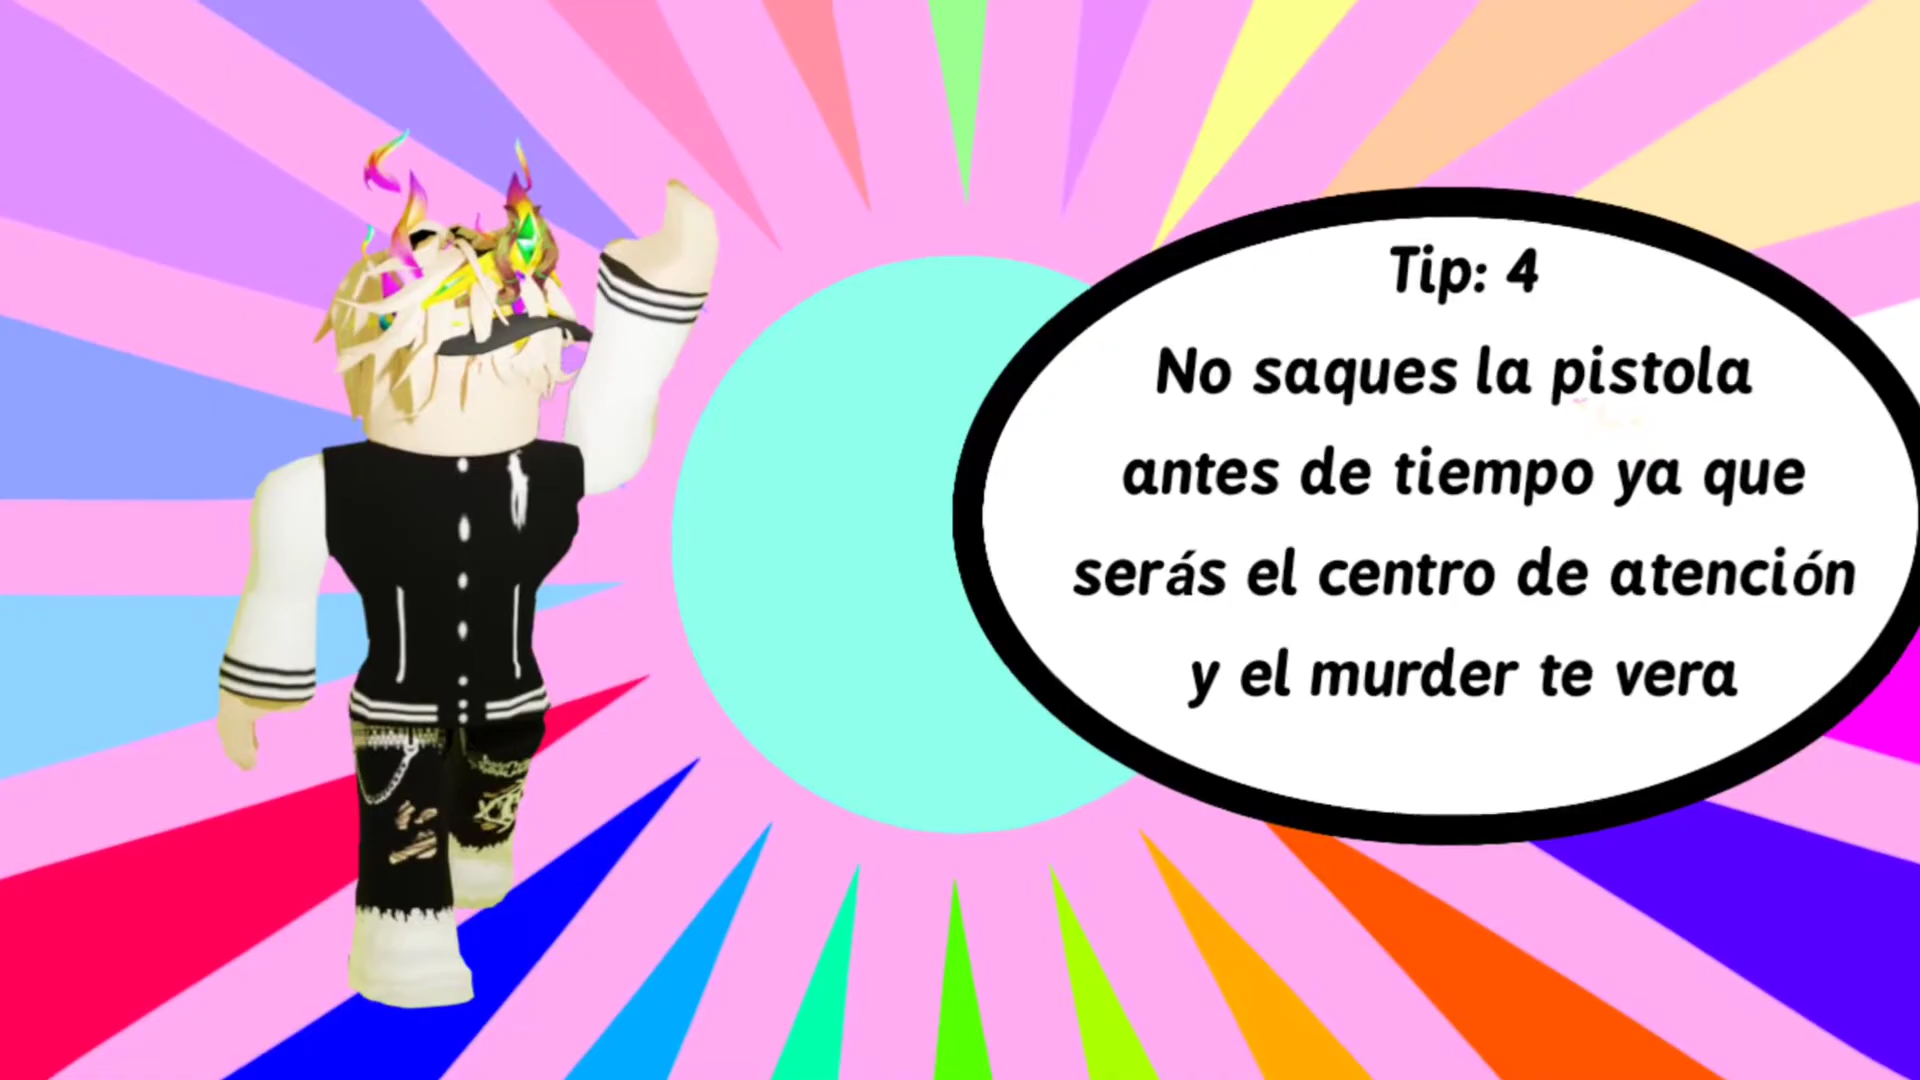 Tip: 4
No saques la pistola
antes de tiempo ya que
serás el centro de atención
y el murder te vera